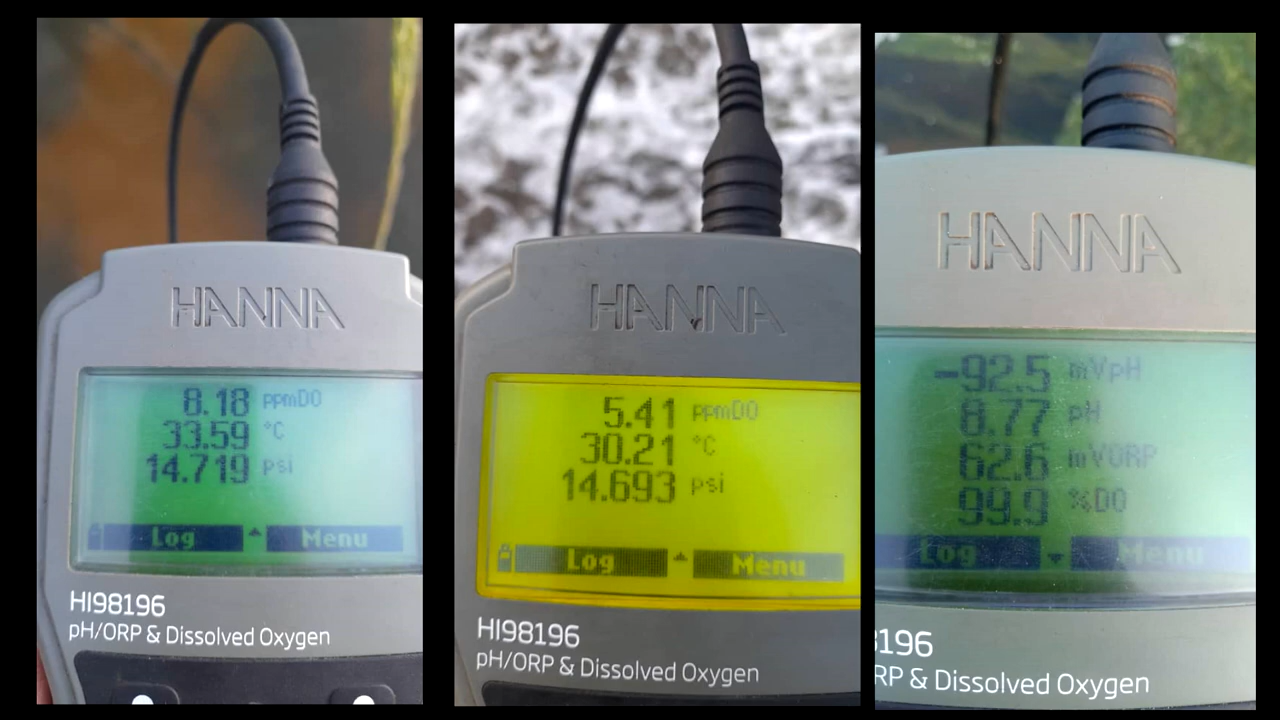 HANNA
8.18 ppmDO
33.59 °C
14.719 psi
Log Menu
HI98196
pH/ORP & Dissolved Oxygen
HANNA
5.41 ppmDO
30.21 °C
14.693 psi
Log Menu
HI98196
pH/ORP & Dissolved Oxygen
HANNA
-92.5 mVpH
8.77 pH
62.6 mVORP
99.9 %DO
Log Menu
8196
RP & Dissolved Oxygen